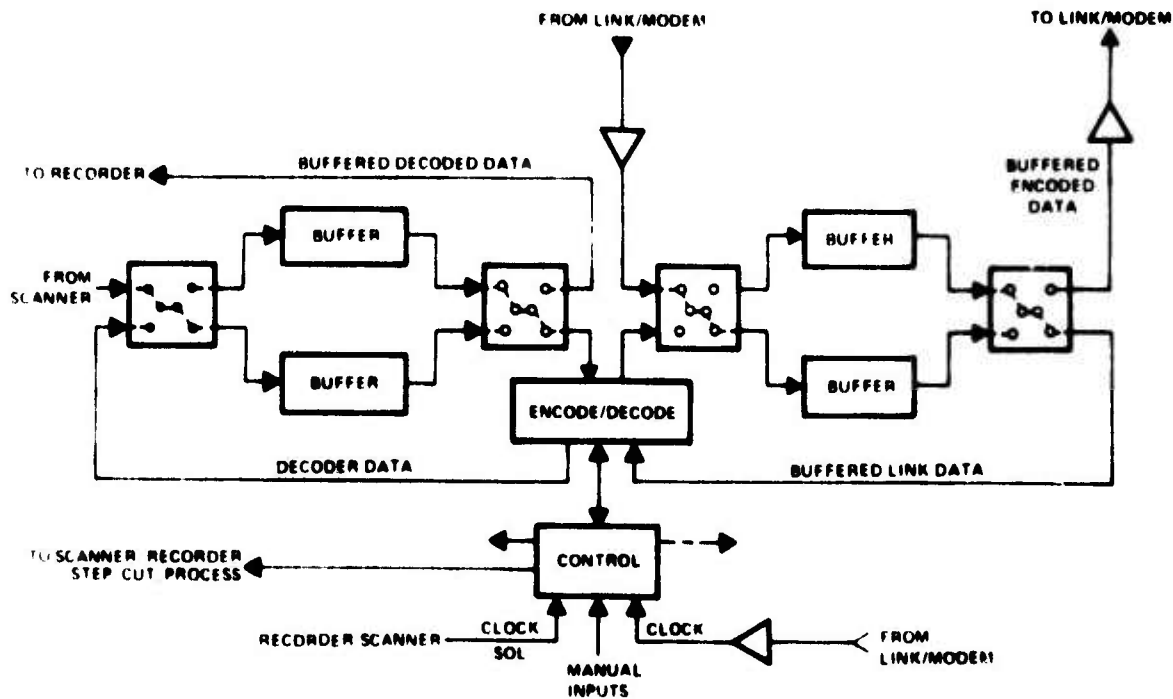 FROM LINK/MODEM
TO LINK/MODEM
BUFFERED DECODED DATA
TO RECORDER
BUFFERED
ENCODED
DATA
BUFFER
BUFFER
FROM
SCANNER
BUFFER
BUFFER
ENCODE/DECODE
DECODER DATA
BUFFERED LINK DATA
TO SCANNER RECORDER
STEP CUT PROCESS
CONTROL
RECORDER SCANNER
CLOCK
SOL
CLOCK
FROM
LINK/MODEM
MANUAL
INPUTS